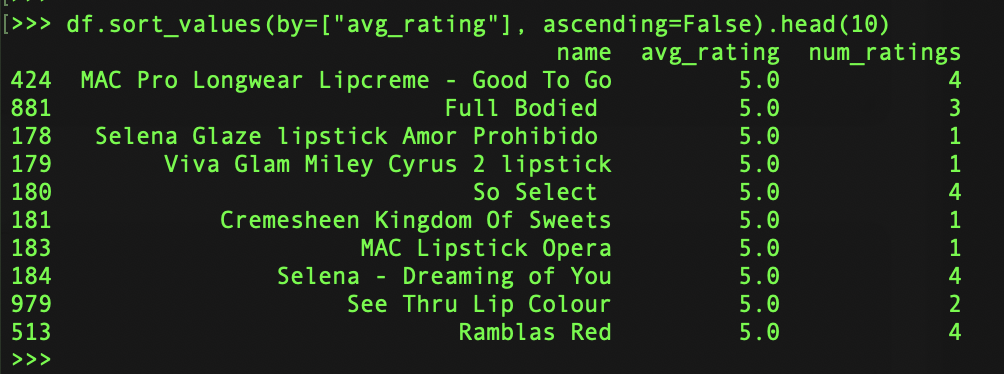 [>>>
[>>> df.sort_values(by=["avg_rating"], ascending=False).head(10)
name avg_rating num_ratings
424 MAC Pro Longwear Lipcreme - Good To Go 5.0 4
881 Full Bodied 5.0 3
178 Selena Glaze lipstick Amor Prohibido 5.0 1
179 Viva Glam Miley Cyrus 2 lipstick 5.0 1
180 So Select 5.0 4
181 Cremesheen Kingdom Of Sweets 5.0 1
183 MAC Lipstick Opera 5.0 1
184 Selena - Dreaming of You 5.0 4
979 See Thru Lip Colour 5.0 2
513 Ramblas Red 5.0 4
>>>